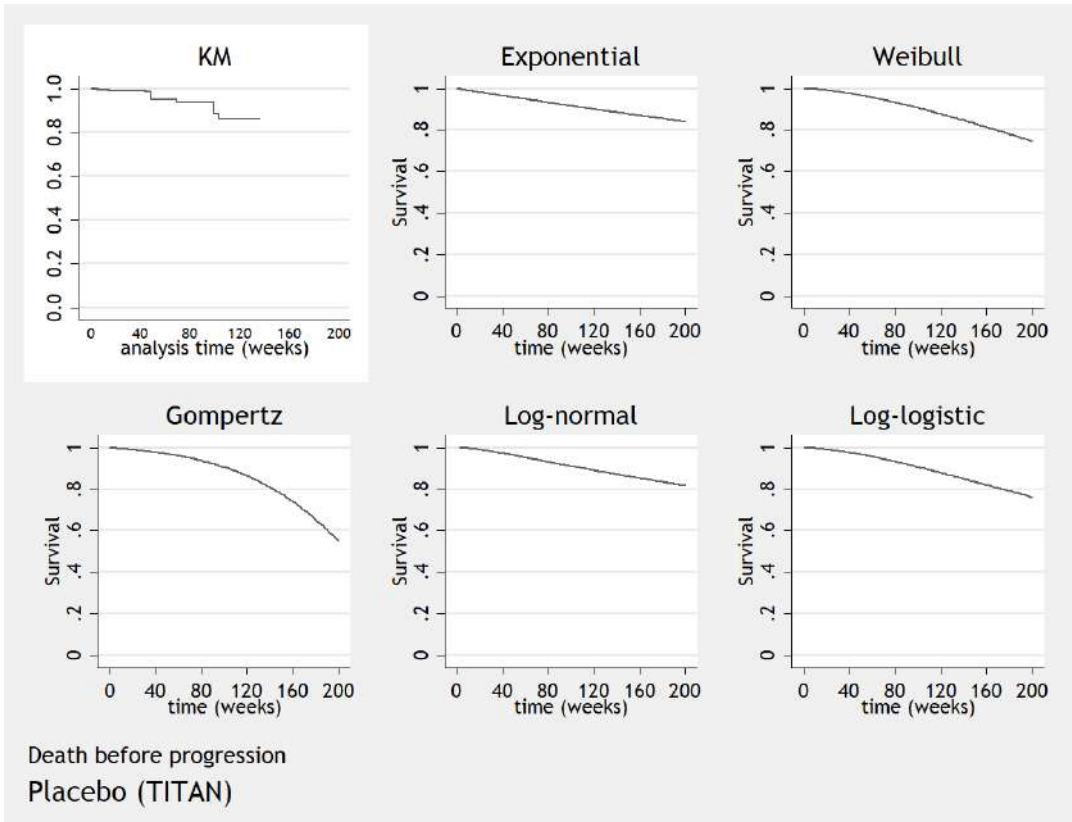 KM
1.0
0.8
0.6
0.4
0.2
0.0
0 40 80 120 160 200
analysis time (weeks)
Exponential
Survival
1
.8
.6
.4
.2
0
0 40 80 120 160 200
time (weeks)
Weibull
Survival
1
.8
.6
.4
.2
0
0 40 80 120 160 200
time (weeks)
Gompertz
Survival
1
.8
.6
.4
.2
0
0 40 80 120 160 200
time (weeks)
Log-normal
Survival
1
.8
.6
.4
.2
0
0 40 80 120 160 200
time (weeks)
Log-logistic
Survival
1
.8
.6
.4
.2
0
0 40 80 120 160 200
time (weeks)
Death before progression
Placebo (TITAN)